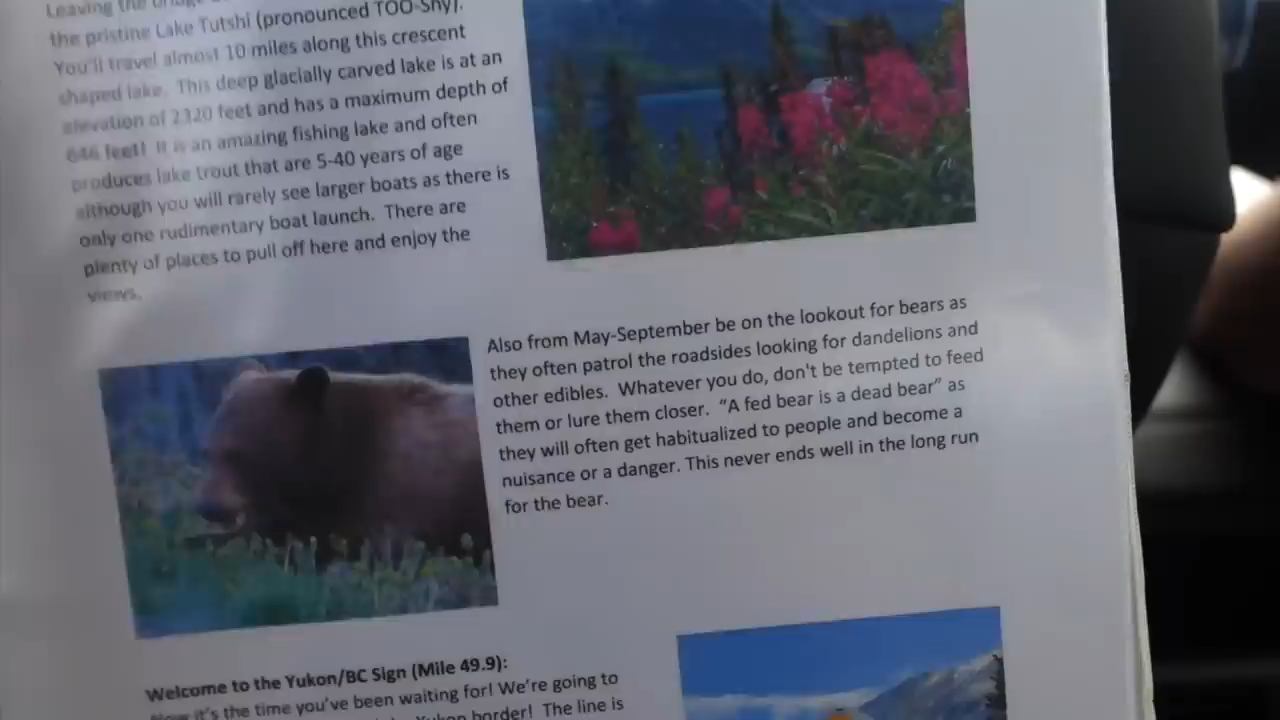 Leaving the bridge
the pristine Lake Tutshi (pronounced TOO-Shy).
You'll travel almost 10 miles along this crescent
shaped lake. This deep glacially carved lake is at an
elevation of 2320 feet and has a maximum depth of
646 feet! It is an amazing fishing lake and often
produces lake trout that are 5-40 years of age
although you will rarely see larger boats as there is
only one rudimentary boat launch. There are
plenty of places to pull off here and enjoy the
views.
Also from May-September be on the lookout for bears as
they often patrol the roadsides looking for dandelions and
other edibles. Whatever you do, don't be tempted to feed
them or lure them closer. “A fed bear is a dead bear” as
they will often get habitualized to people and become a
nuisance or a danger. This never ends well in the long run
for the bear.
Welcome to the Yukon/BC Sign (Mile 49.9):
Now it's the time you've been waiting for! We're going to
Yukon border! The line is